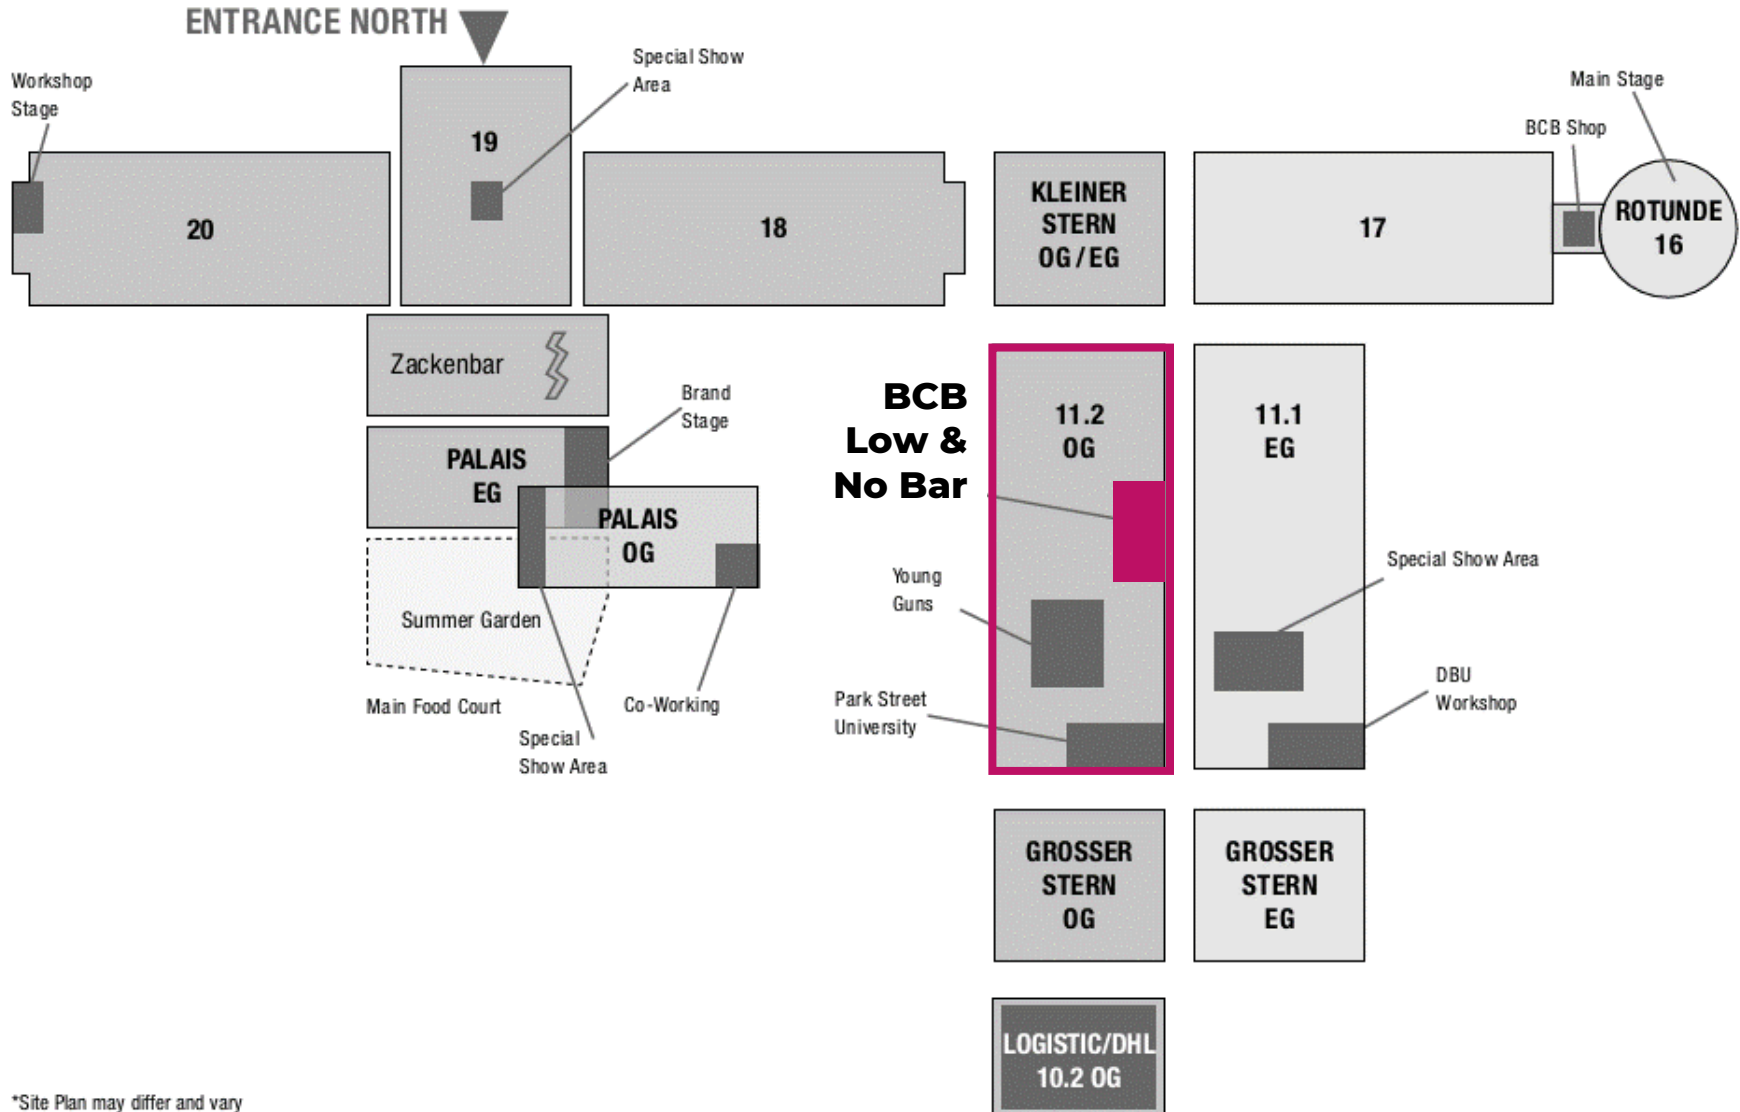 ENTRANCE NORTH
Special Show
Area
Workshop
Stage
Main Stage
BCB Shop
19
20
18
KLEINER
STERN
OG/EG
17
ROTUNDE
16
Zackenbar
Brand
Stage
PALAIS
EG
PALAIS
OG
Summer Garden
Main Food Court
Special
Show Area
Co-Working
BCB
Low &
No Bar
11.2
OG
11.1
EG
Young
Guns
Special Show Area
Park Street
University
DBU
Workshop
GROSSER
STERN
OG
GROSSER
STERN
EG
LOGISTIC/DHL
10.2 OG
*Site Plan may differ and vary